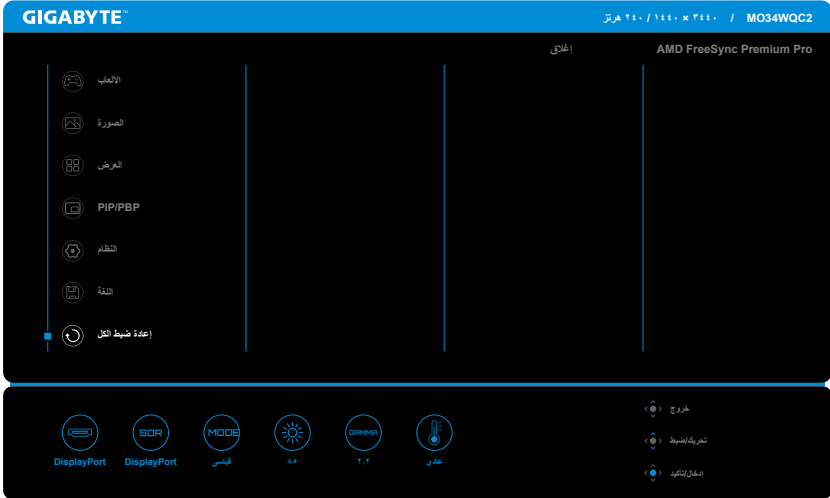 GIGABYTE™
MO34WQC2 / ٣٤٤٠ × ١٤٤٠ / ٢٤٠ هرتز
AMD FreeSync Premium Pro إغلاق
الألعاب
الصورة
العرض
PIP/PBP
النظام
اللغة
إعادة ضبط الكل
SDR
MODE
GAMMA
DisplayPort
DisplayPort
قياسي
٨٥
٢,٢
عادي
خروج
تحريك/ضبط
إدخال/تأكيد